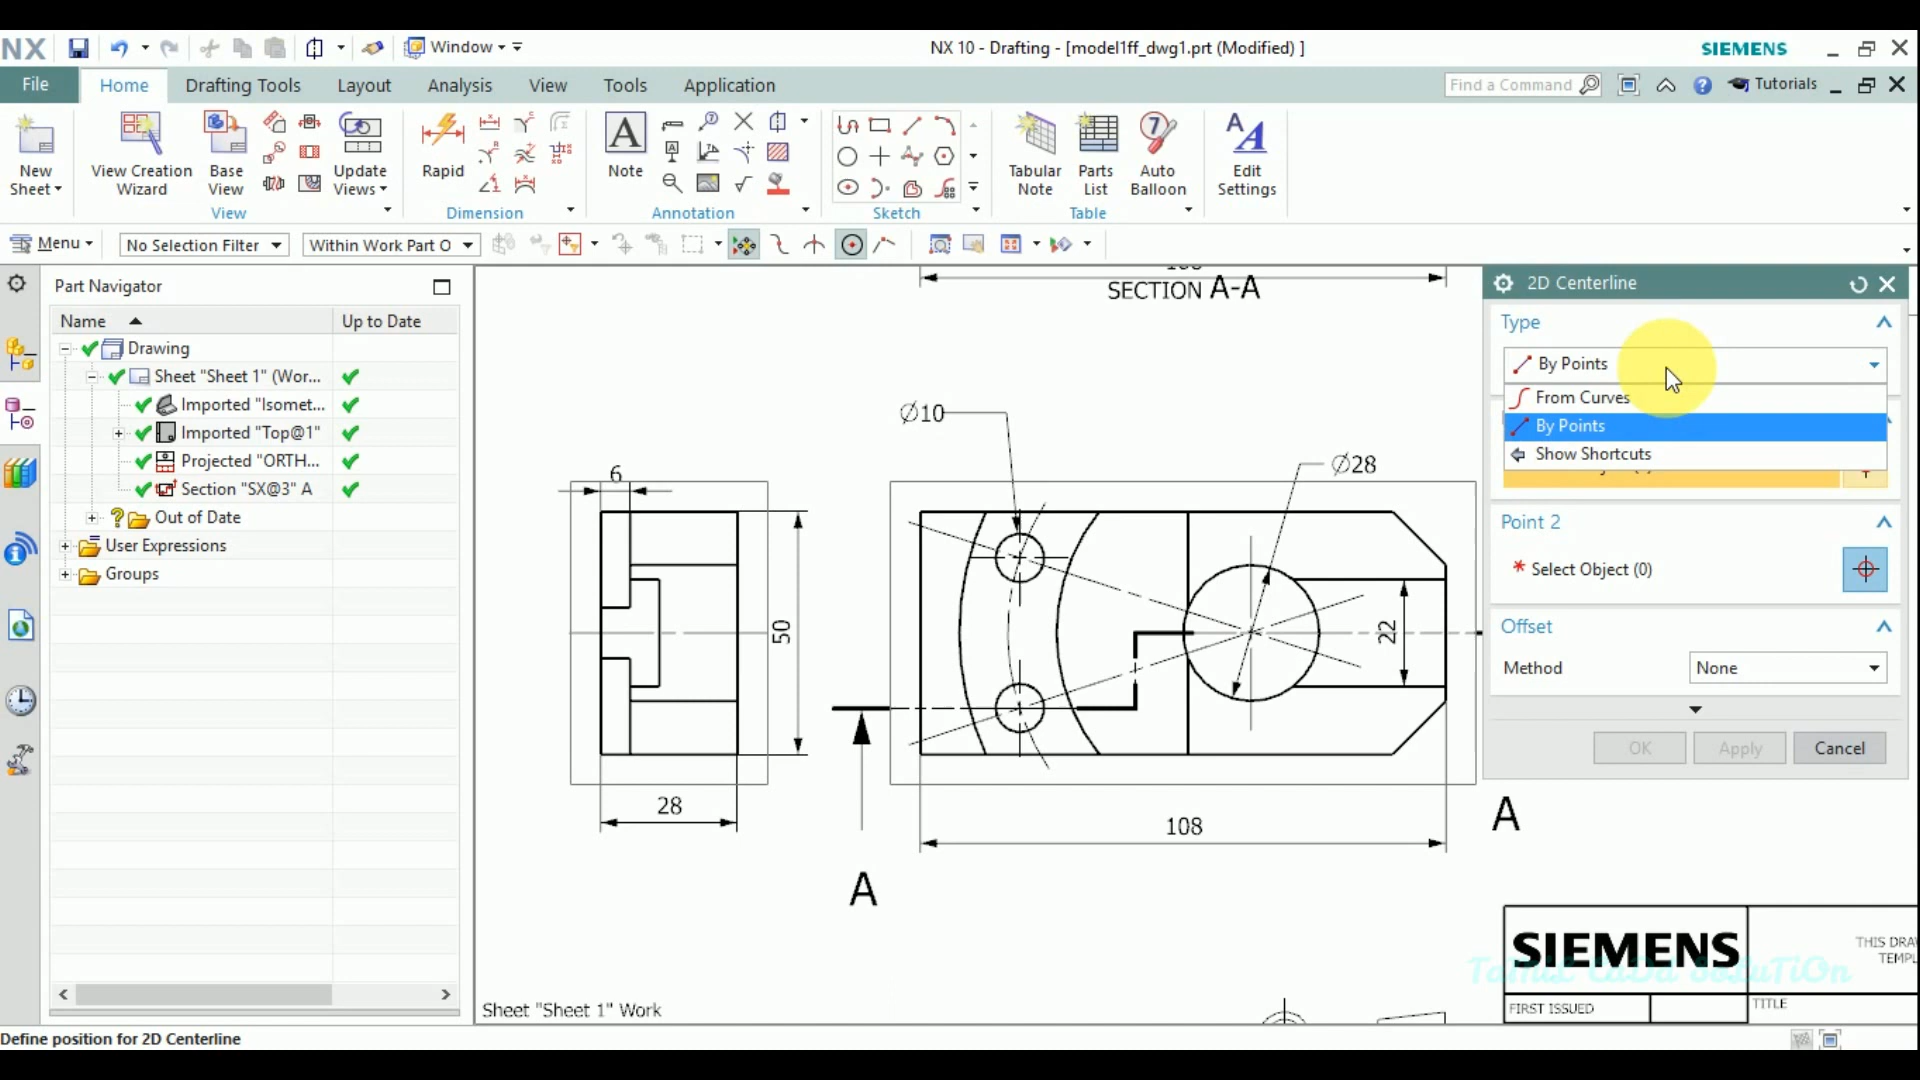 NX
Window
NX 10 - Drafting - [model1ff_dwg1.prt (Modified) ]
SIEMENS
File
Home
Drafting Tools
Layout
Analysis
View
Tools
Application
Find a Command
Tutorials
New Sheet
View Creation Wizard
Base View
Update Views
Rapid
Note
Tabular Note
Parts List
Auto Balloon
Edit Settings
View
Dimension
Annotation
Sketch
Table
Menu
No Selection Filter
Within Work Part O
Part Navigator
Name
Up to Date
Drawing
Sheet "Sheet 1" (Wor...
Imported "Isomet...
Imported "Top@1"
Projected "ORTH...
Section "SX@3" A
Out of Date
User Expressions
Groups
SECTION A-A
Ø10
Ø28
6
50
22
28
108
A
A
Sheet "Sheet 1" Work
2D Centerline
Type
By Points
From Curves
By Points
Show Shortcuts
Point 2
* Select Object (0)
Offset
Method
None
OK
Apply
Cancel
SIEMENS
THIS DRA
TEMPL
TaMiL CaDd SoLuTiOn
FIRST ISSUED
TITLE
Define position for 2D Centerline